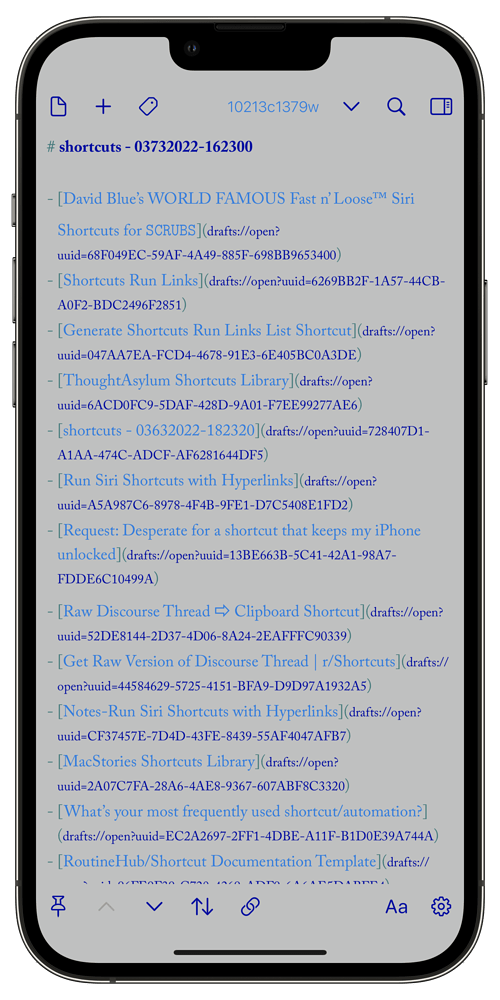 10213c1379w
# shortcuts - 03732022-162300
- [David Blue's WORLD FAMOUS Fast n' Loose™ Siri
Shortcuts for SCRUBS](drafts://open?
uuid=68F049EC-59AF-4A49-885F-698BB9653400)
- [Shortcuts Run Links](drafts://open?uuid=6269BB2F-1A57-44CB-
A0F2-BDC2496F2851)
- [Generate Shortcuts Run Links List Shortcut](drafts://open?
uuid=047AA7EA-FCD4-4678-91E3-6E405BC0A3DE)
- [ThoughtAsylum Shortcuts Library](drafts://open?
uuid=6ACD0FC9-5DAF-428D-9A01-F7EE99277AE6)
- [shortcuts - 03632022-182320](drafts://open?uuid=728407D1-
A1AA-474C-ADCF-AF6281644DF5)
- [Run Siri Shortcuts with Hyperlinks](drafts://open?
uuid=A5A987C6-8978-4F4B-9FE1-D7C5408E1FD2)
- [Request: Desperate for a shortcut that keeps my iPhone
unlocked](drafts://open?uuid=13BE663B-5C41-42A1-98A7-
FDDE6C10499A)
- [Raw Discourse Thread ⇨ Clipboard Shortcut](drafts://open?
uuid=52DE8144-2D37-4D06-8A24-2EAFFFC90339)
- [Get Raw Version of Discourse Thread | r/Shortcuts](drafts://
open?uuid=44584629-5725-4151-BFA9-D9D97A1932A5)
- [Notes-Run Siri Shortcuts with Hyperlinks](drafts://open?
uuid=CF37457E-7D4D-43FE-8439-55AF4047AFB7)
- [MacStories Shortcuts Library](drafts://open?
uuid=2A07C7FA-28A6-4AE8-9367-607ABF8C3320)
- [What's your most frequently used shortcut/automation?]
(drafts://open?uuid=EC2A2697-2FF1-4DBE-A11F-B1D0E39A744A)
- [RoutineHub/Shortcut Documentation Template](drafts://
Aa